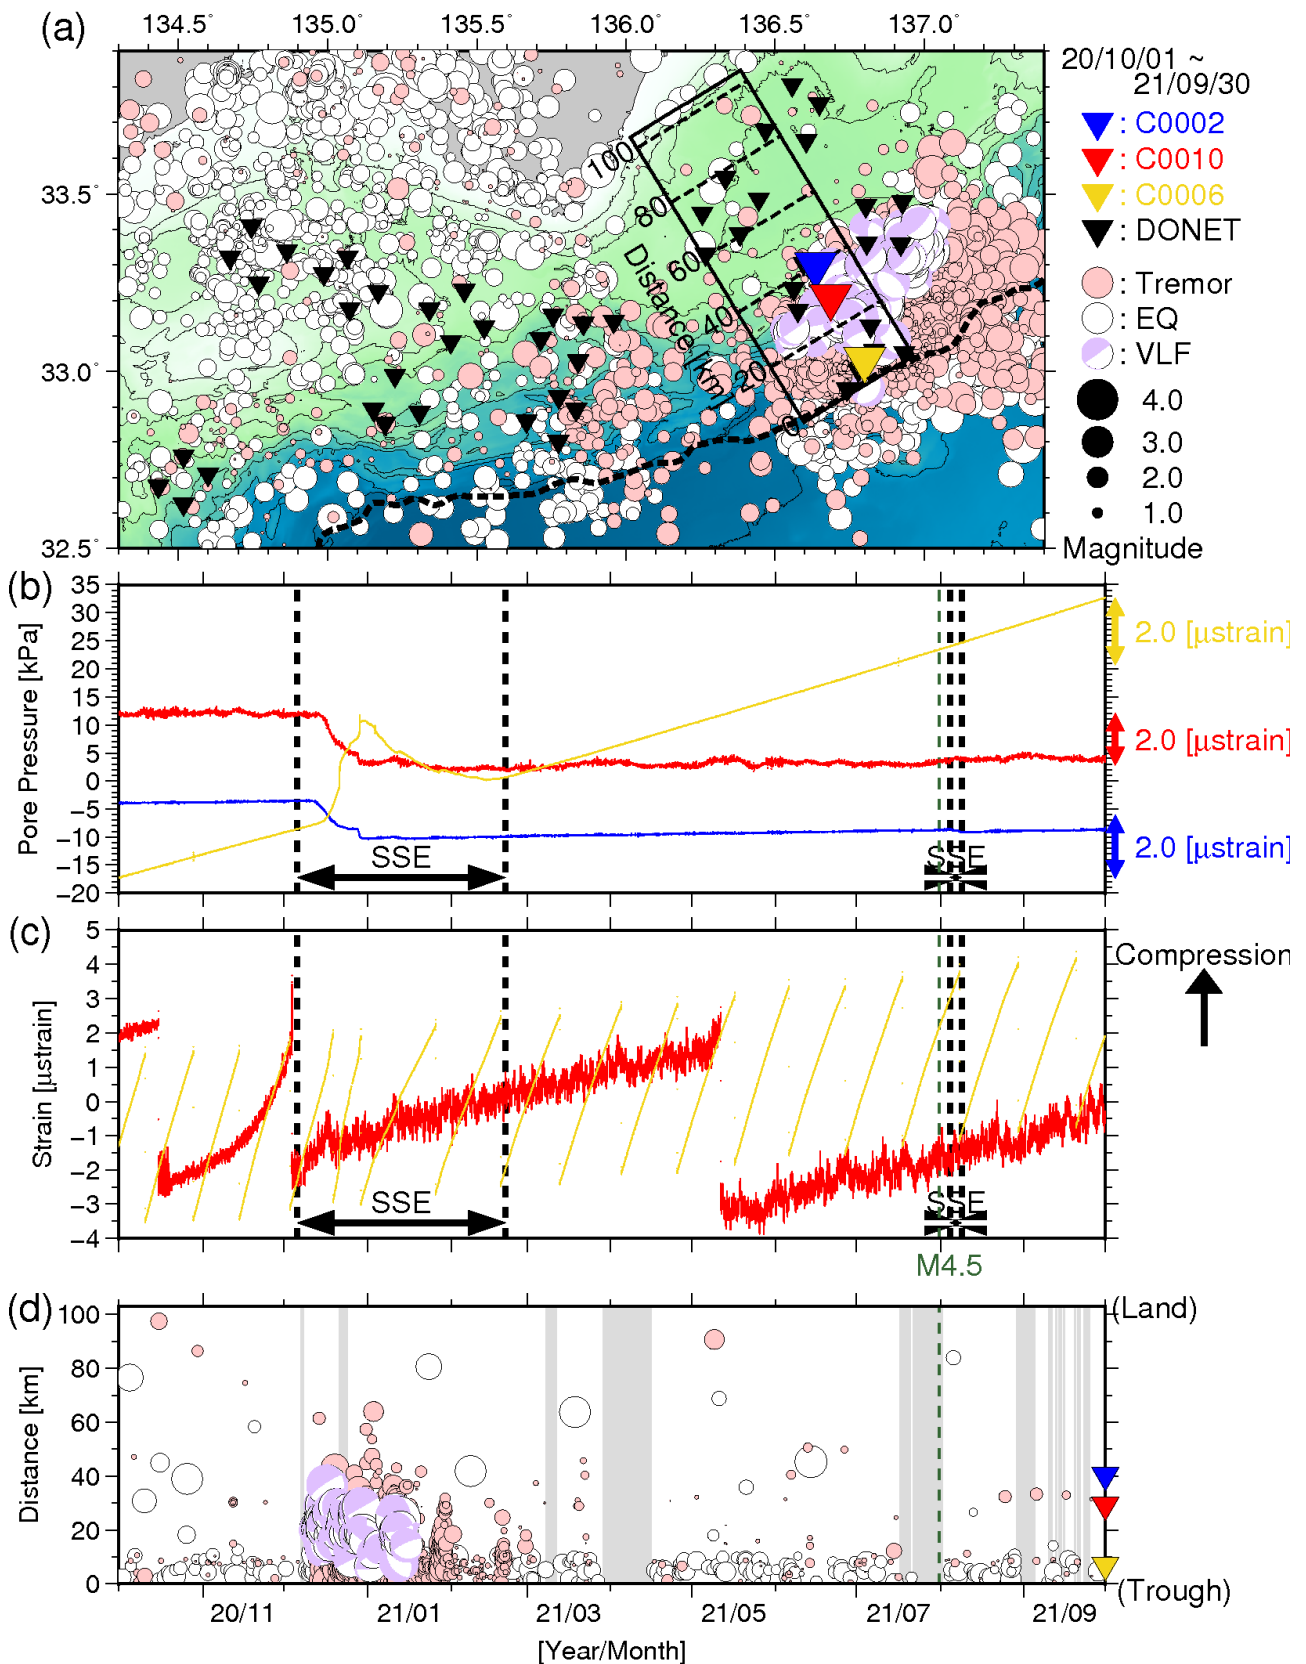 (a)
134.5° 135.0° 135.5° 136.0° 136.5° 137.0°
33.5°
33.0°
32.5°
100
80
60
40
20
0
Distance [km]
20/10/01 ~
21/09/30
: C0002
: C0010
: C0006
: DONET
: Tremor
: EQ
: VLF
4.0
3.0
2.0
1.0
Magnitude
(b)
Pore Pressure [kPa]
35
30
25
20
15
10
5
0
−5
−10
−15
−20
SSE
SSE
2.0 [μstrain]
2.0 [μstrain]
2.0 [μstrain]
(c)
Strain [μstrain]
5
4
3
2
1
0
−1
−2
−3
−4
SSE
SSE
Compression
M4.5
(d)
Distance [km]
100
80
60
40
20
0
(Land)
(Trough)
20/11 21/01 21/03 21/05 21/07 21/09
[Year/Month]